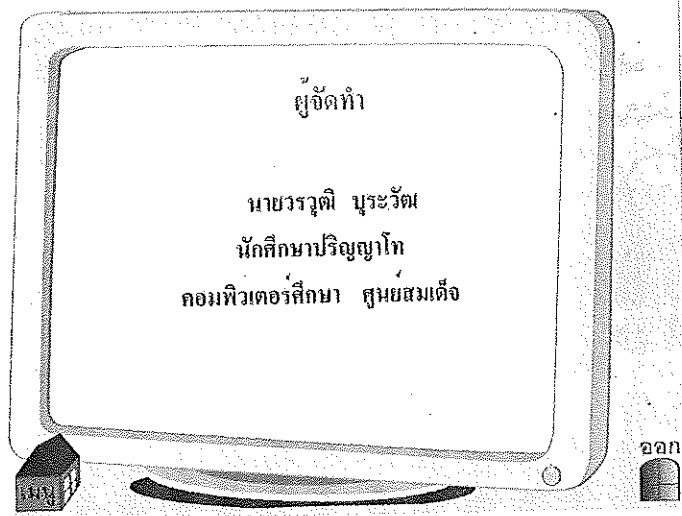 ผู้จัดทำ
นายวรวุฒิ บุระวัฒ
นักศึกษาปริญญาโท
คอมพิวเตอร์ศึกษา ศูนย์สมเด็จ
เมนู
ออก